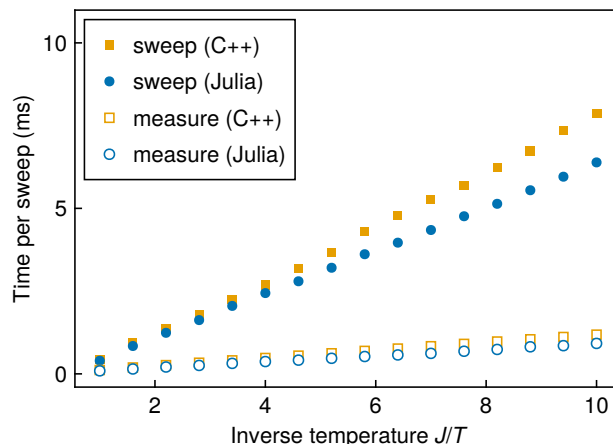 10
5
0
Time per sweep (ms)
sweep (C++)
sweep (Julia)
measure (C++)
measure (Julia)
2 4 6 8 10
Inverse temperature J/T